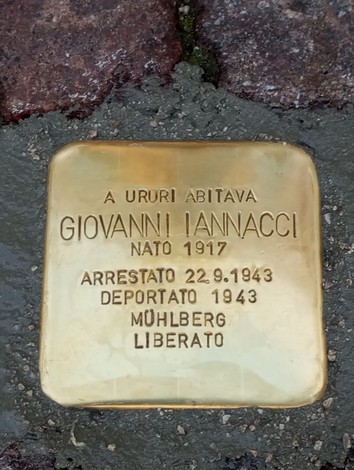 A URURI ABITAVA
GIOVANNI IANNACCI
NATO 1917
ARRESTATO 22.9.1943
DEPORTATO 1943
MÜHLBERG
LIBERATO